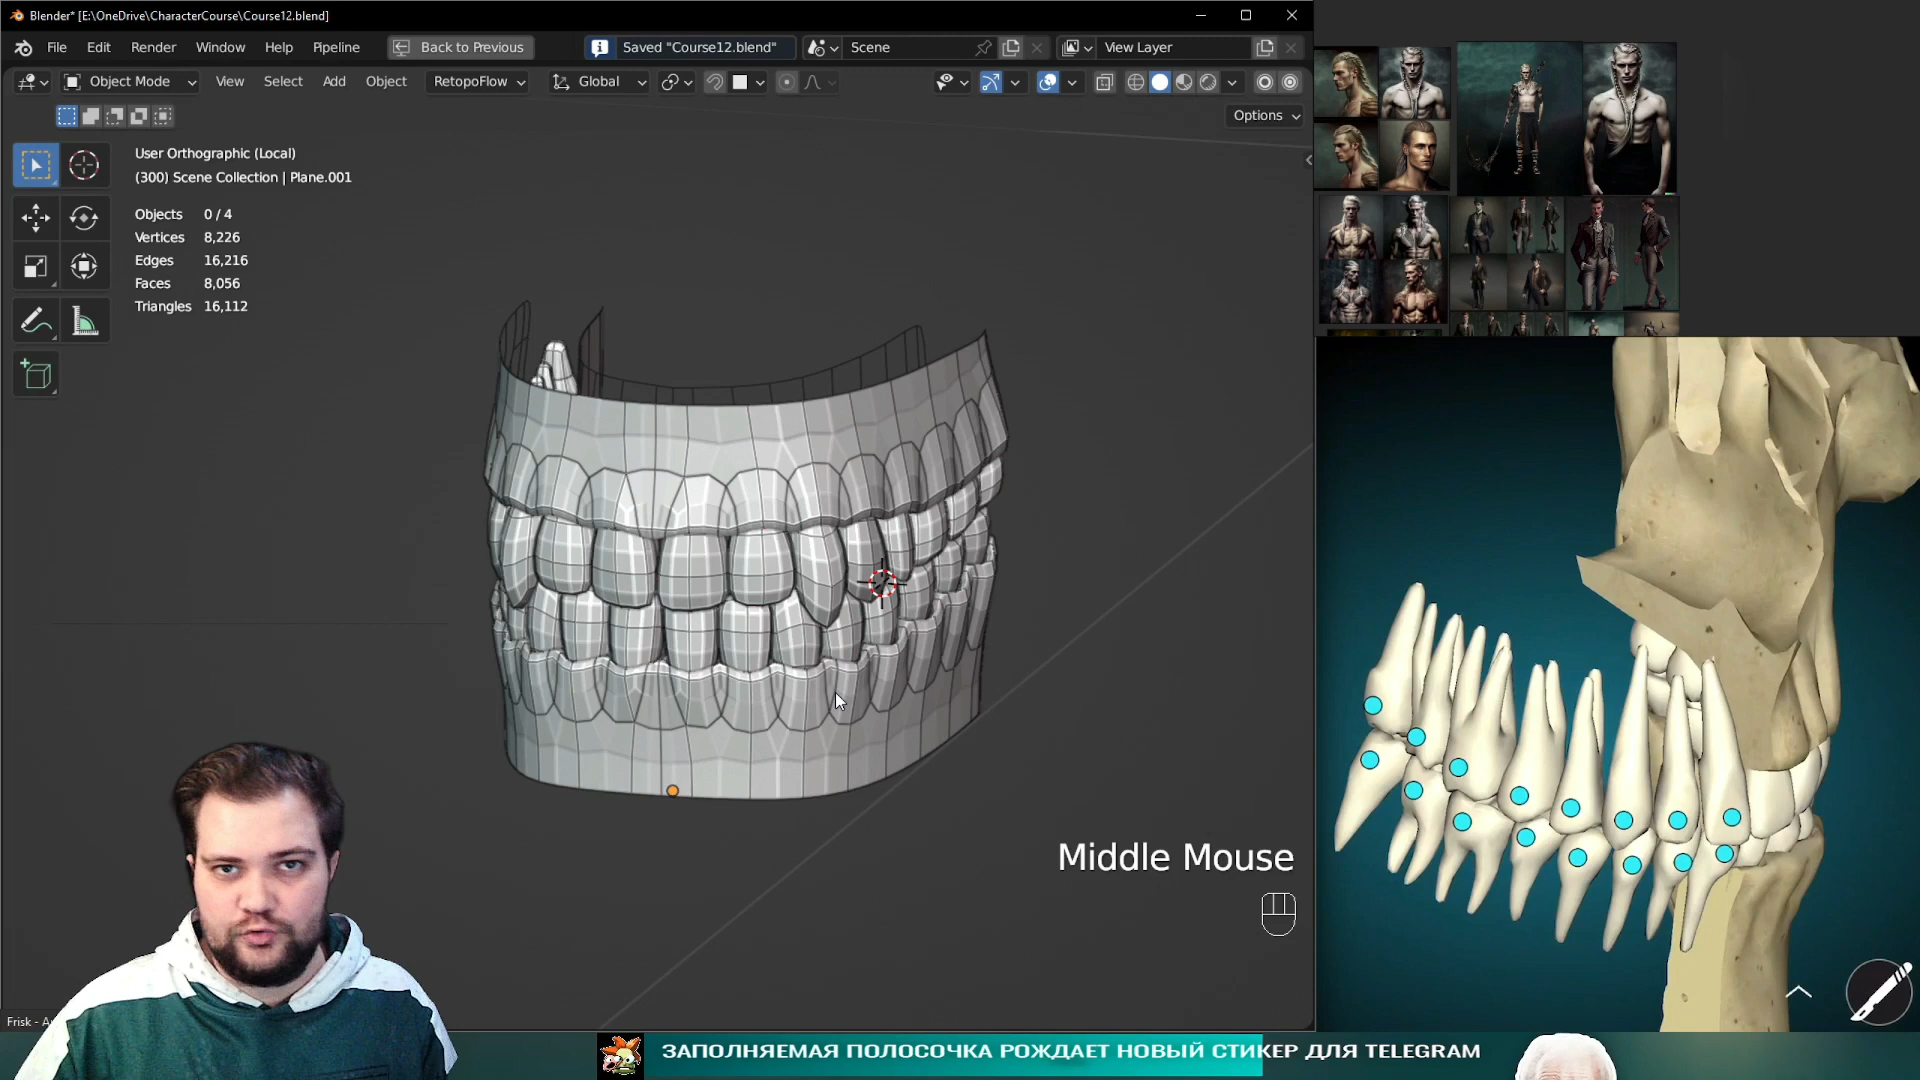 Blender* [E:\OneDrive\CharacterCourse\Course12.blend]
File Edit Render Window Help Pipeline Back to Previous Saved "Course12.blend" Scene View Layer
Object Mode View Select Add Object RetopoFlow Global
Options
User Orthographic (Local)
(300) Scene Collection | Plane.001
Objects 0 / 4
Vertices 8,226
Edges 16,216
Faces 8,056
Triangles 16,112
Middle Mouse
Frisk -
ЗАПОЛНЯЕМАЯ ПОЛОСОЧКА РОЖДАЕТ НОВЫЙ СТИКЕР ДЛЯ TELEGRAM